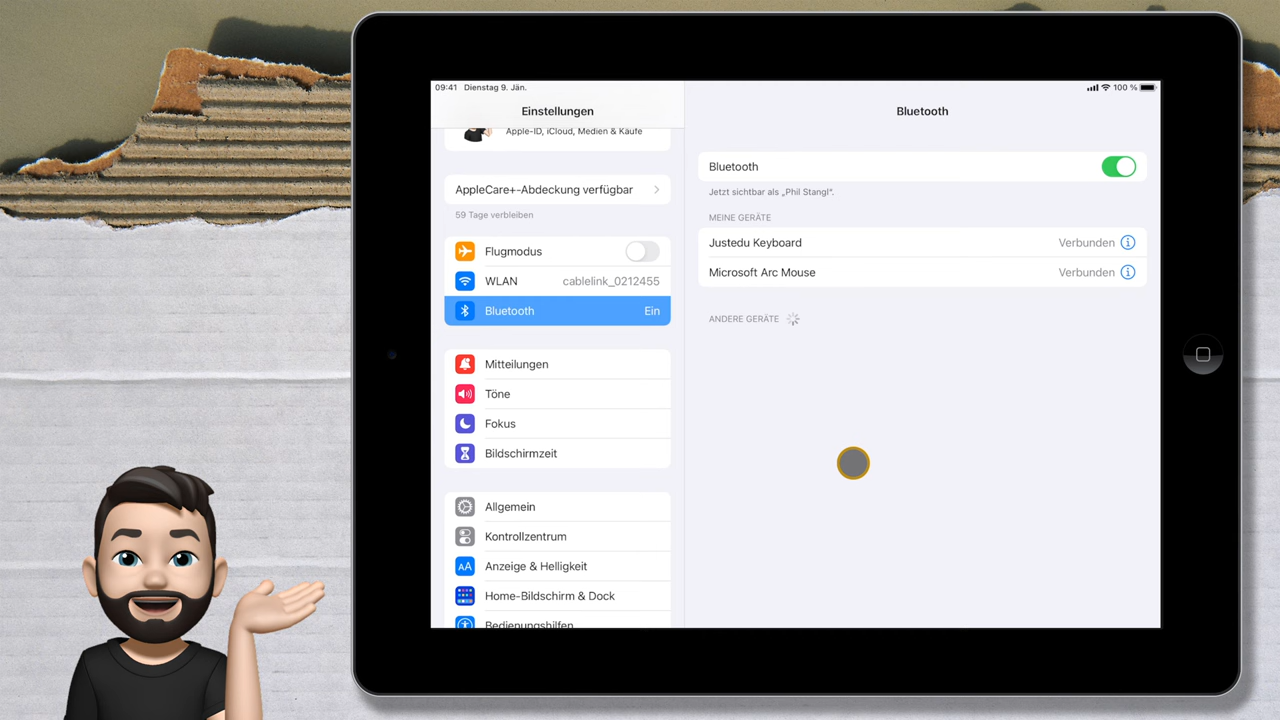 09:41 Dienstag 9. Jän.
100 %
Einstellungen
Apple-ID, iCloud, Medien & Käufe
AppleCare+-Abdeckung verfügbar
59 Tage verbleiben
Flugmodus
WLAN cablelink_0212455
Bluetooth Ein
Mitteilungen
Töne
Fokus
Bildschirmzeit
Allgemein
Kontrollzentrum
AA Anzeige & Helligkeit
Home-Bildschirm & Dock
Bedienungshilfen
Bluetooth
Bluetooth
Jetzt sichtbar als „Phil Stangl“.
MEINE GERÄTE
Justedu Keyboard Verbunden
Microsoft Arc Mouse Verbunden
ANDERE GERÄTE